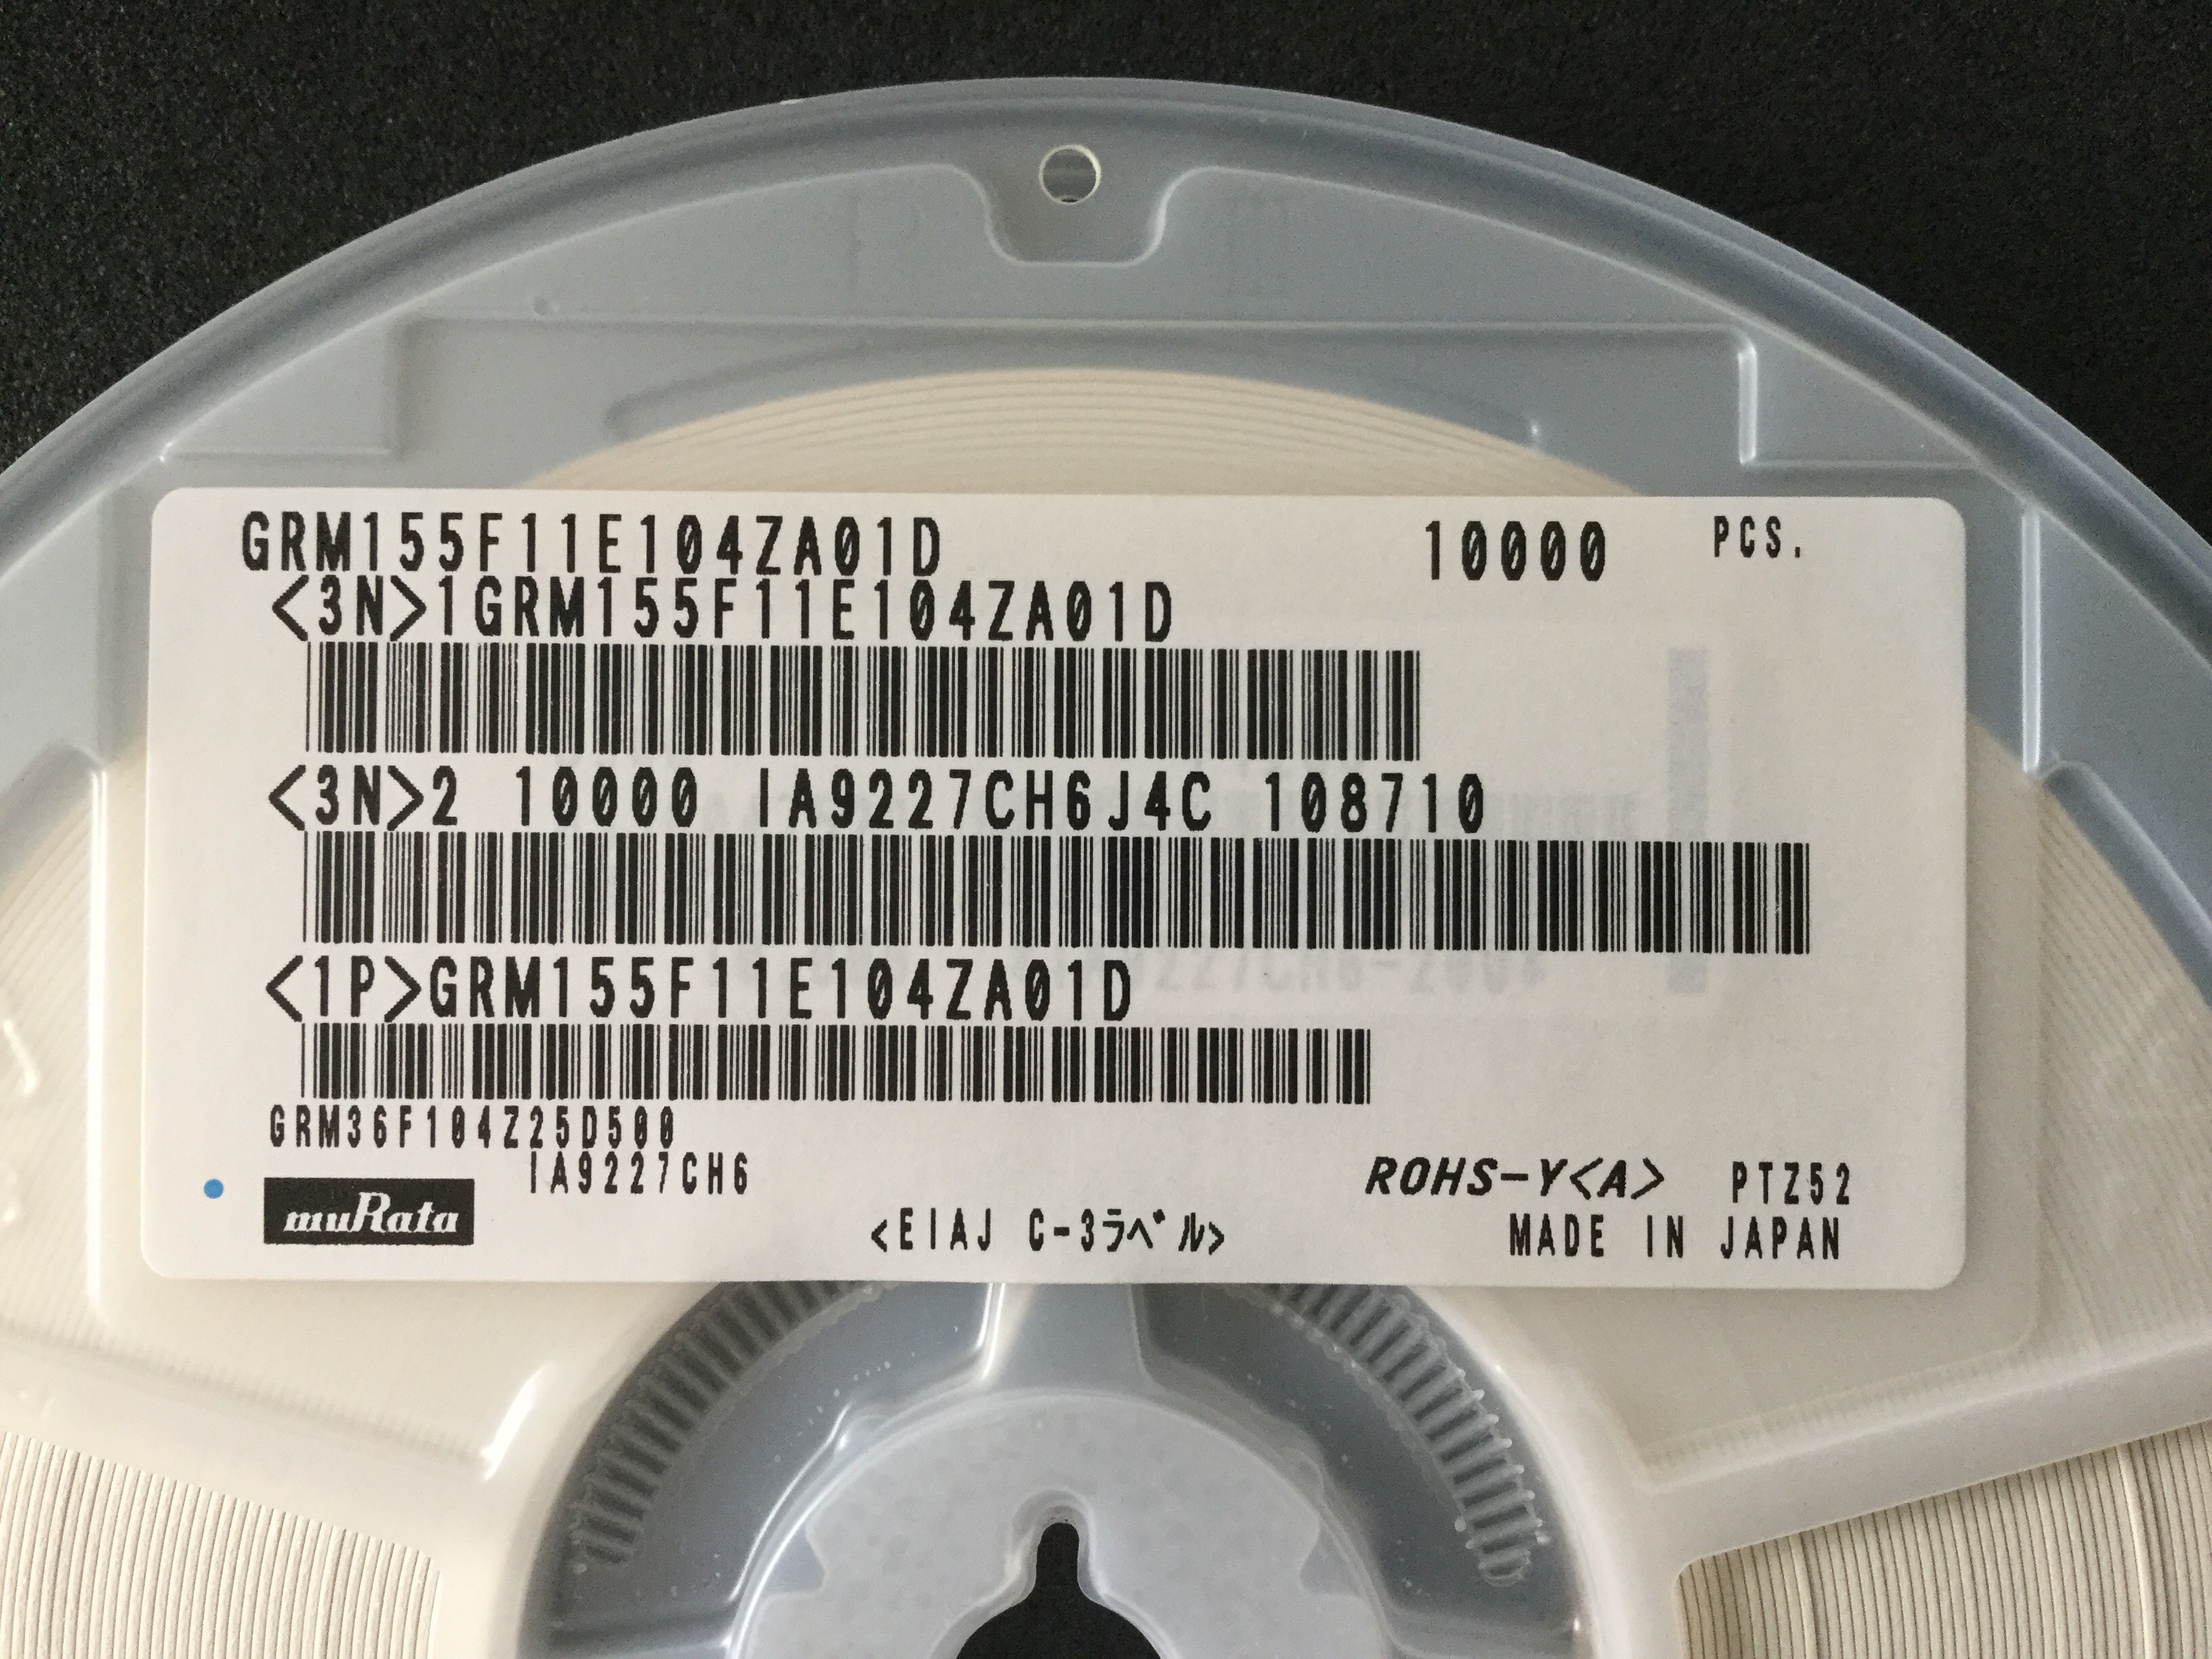 GRM155F11E104ZA01D 10000 PCS.
<3N>1GRM155F11E104ZA01D
<3N>2 10000 IA9227CH6J4C 108710
<1P>GRM155F11E104ZA01D
GRM36F104Z25D500
IA9227CH6
ROHS-Y<A> PTZ52
muRata
<EIAJ C-3ラベル>
MADE IN JAPAN